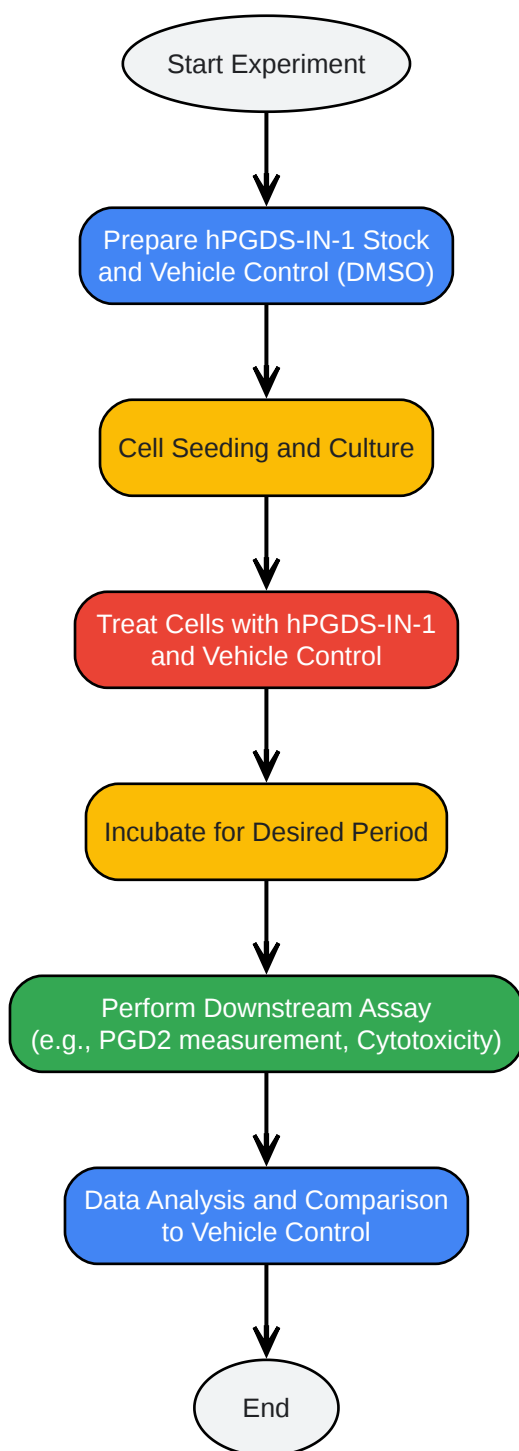 Start Experiment
Prepare hPGDS-IN-1 Stock
and Vehicle Control (DMSO)
Cell Seeding and Culture
Treat Cells with hPGDS-IN-1
and Vehicle Control
Incubate for Desired Period
Perform Downstream Assay
(e.g., PGD2 measurement, Cytotoxicity)
Data Analysis and Comparison
to Vehicle Control
End